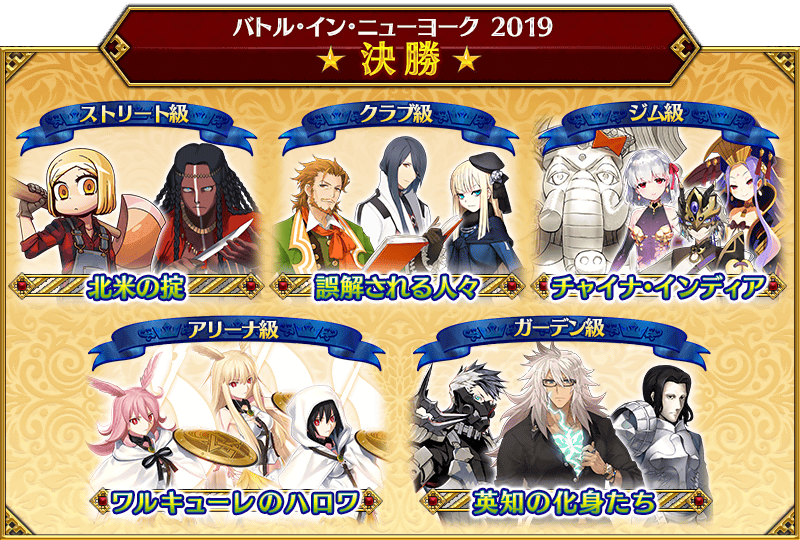 バトル・イン・ニューヨーク 2019
★ 決勝 ★
ストリート級
クラブ級
ジム級
北米の掟
誤解される人々
チャイナ・インディア
アリーナ級
ガーデン級
ワルキューレのハロワ
英知の化身たち